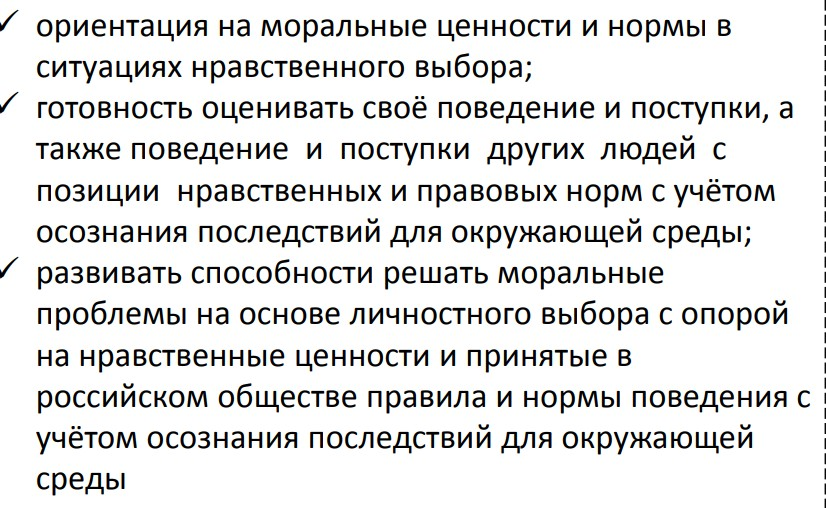 ✓ ориентация на моральные ценности и нормы в
ситуациях нравственного выбора;
✓ готовность оценивать своё поведение и поступки, а
также поведение и поступки других людей с
позиции нравственных и правовых норм с учётом
осознания последствий для окружающей среды;
✓ развивать способности решать моральные
проблемы на основе личностного выбора с опорой
на нравственные ценности и принятые в
российском обществе правила и нормы поведения с
учётом осознания последствий для окружающей
среды